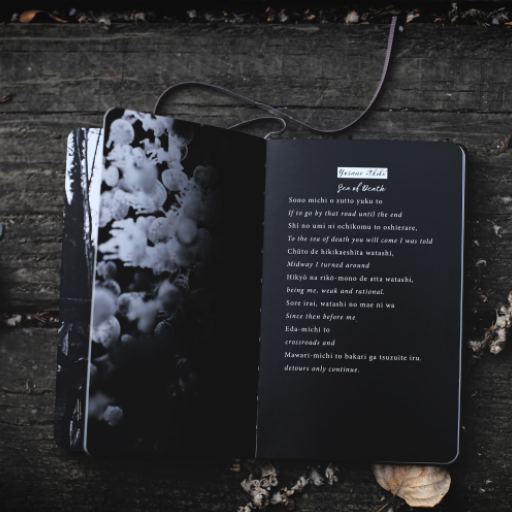 Sea of Death
Sono michi o zutto yuku to
If to go by that road until the end
Shi no umi ni ochikomu to oshierare,
To the sea of death you will come I was told
Chūto de hikikaeshita watashi,
Midway I turned around
Hikyō na rikō-mono de atta watashi,
being me, weak and rational.
Sore irai, watashi no mae ni wa
Since then before me
Eda-michi to
crossroads and
Mawari-michi to bakari ga tsuzuite iru.
detours only continue.